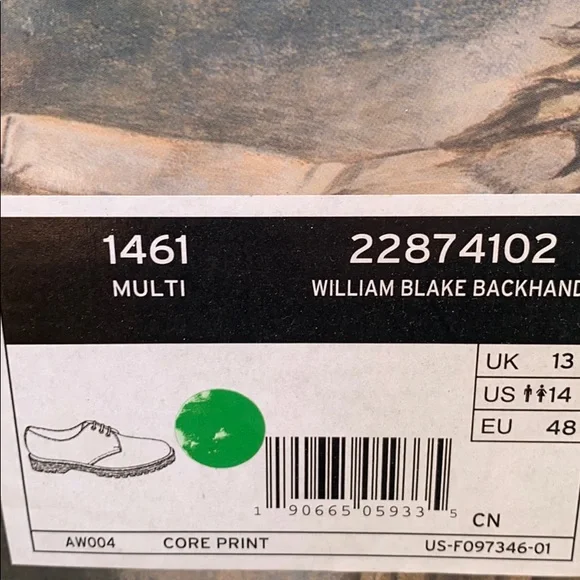 1461 22874102
MULTI WILLIAM BLAKE BACKHAND
UK 13
US 14
EU 48
1 90665 05933 5
CN
AW004 CORE PRINT US-F097346-01